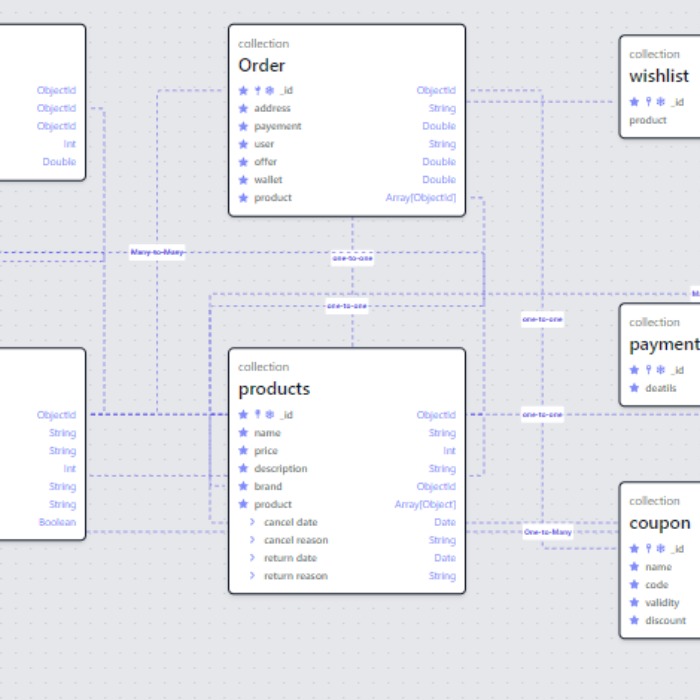 ObjectId
ObjectId
ObjectId
Int
Double
collection
Order
_id ObjectId
address String
payement Double
user String
offer Double
wallet Double
product Array[ObjectId]
collection
wishlist
_id
product
Many-to-Many
one-to-one
one-to-one
one-to-one
one-to-one
One-to-Many
ObjectId
String
String
Int
String
String
Boolean
collection
products
_id ObjectId
name String
price Int
description String
brand ObjectId
product Array[Object]
cancel date Date
cancel reason String
return date Date
return reason String
collection
payment
_id
deatils
collection
coupon
_id
name
code
validity
discount